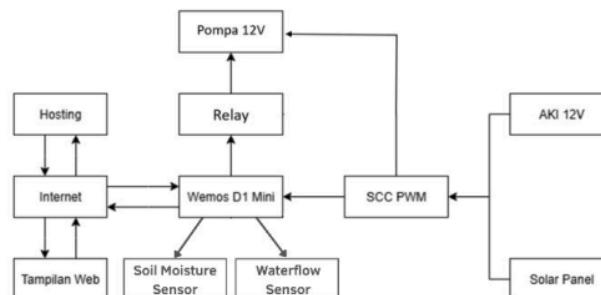 Pompa 12V
Hosting
Relay
AKI 12V
Internet
Wemos D1 Mini
SCC PWM
Tampilan Web
Soil Moisture
Sensor
Waterflow
Sensor
Solar Panel